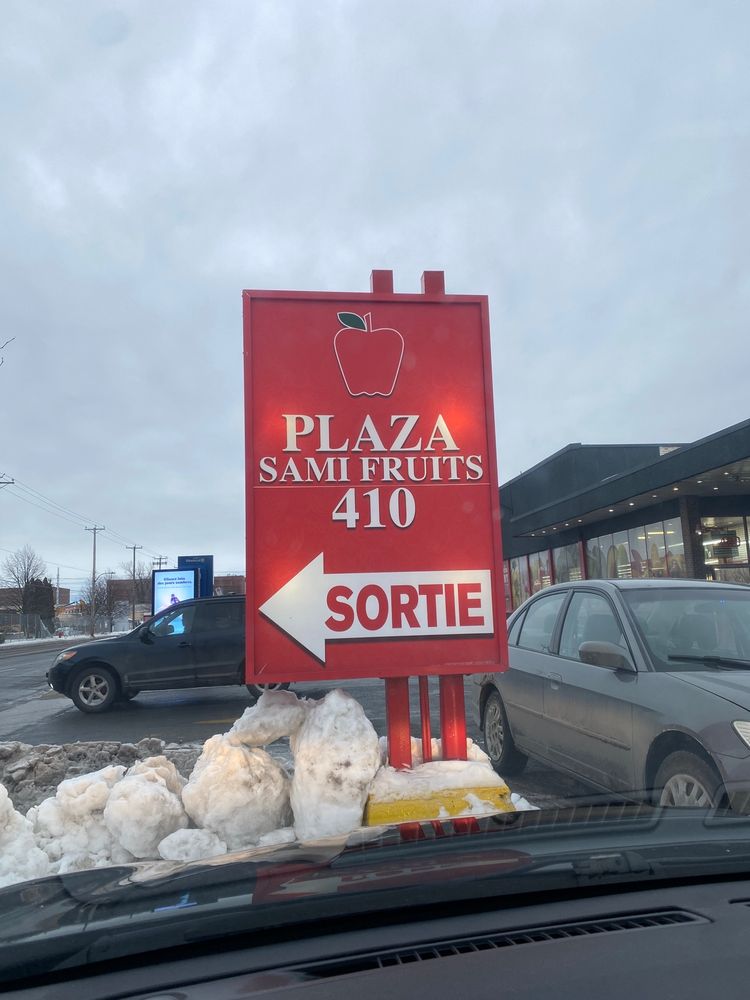 PLAZA
SAMI FRUITS
410
SORTIE